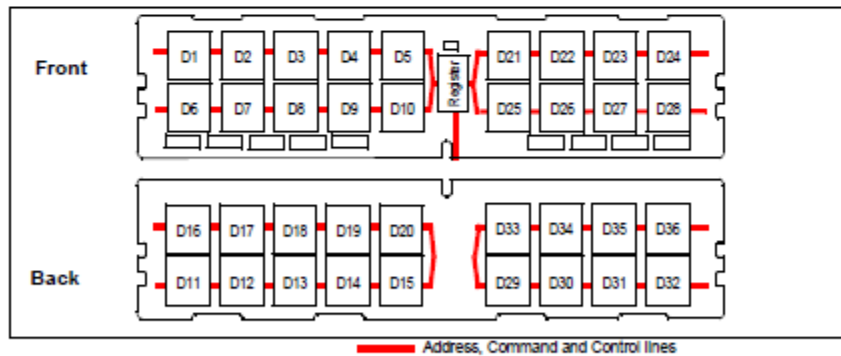 D1 D2 D3 D4 D5 D21 D22 D23 D24
Front
Register
D6 D7 D8 D9 D10 D25 D26 D27 D28
D16 D17 D18 D19 D20 D33 D34 D35 D36
Back
D11 D12 D13 D14 D15 D29 D30 D31 D32
Address, Command and Control lines